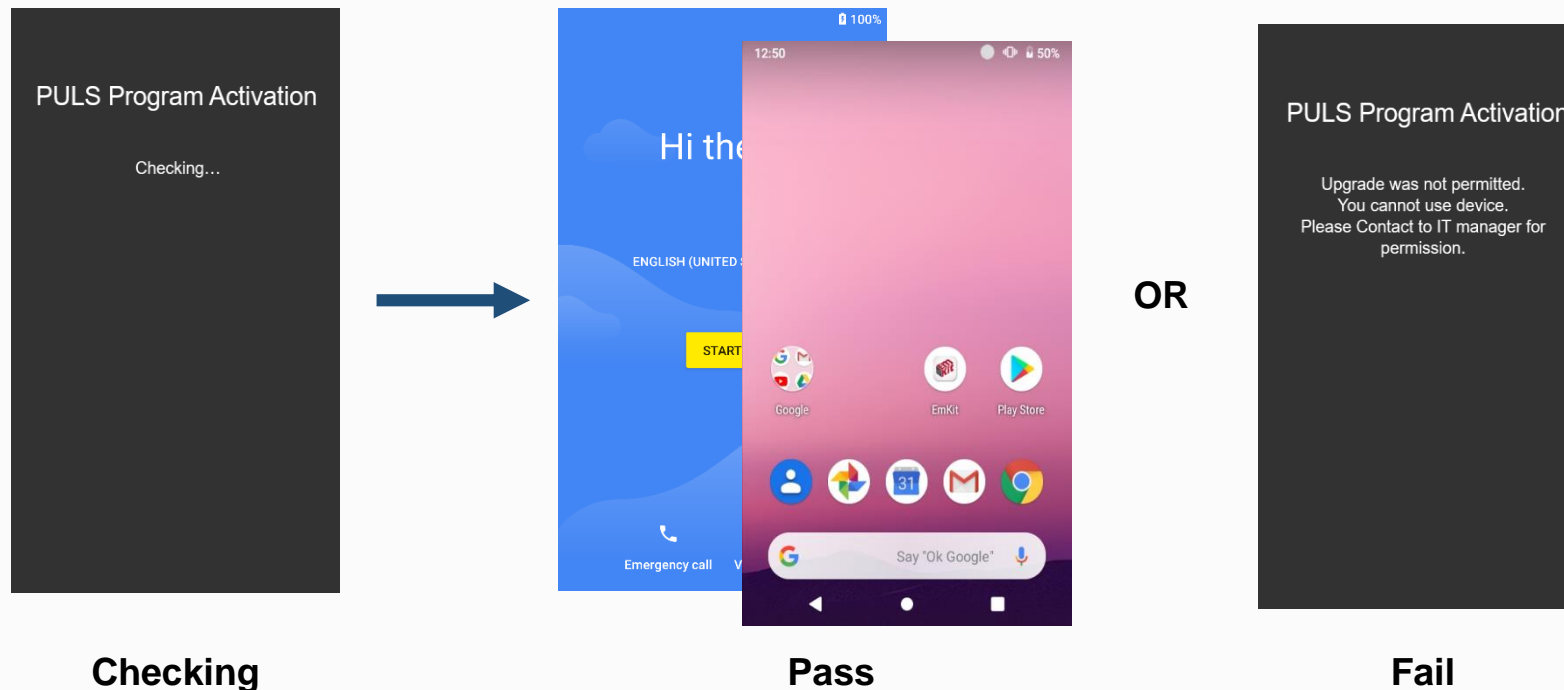 PULS Program Activation
Checking…
Checking
100%
Hi the
ENGLISH (UNITED
START
Emergency call V
12:50
50%
Google
EmKit
Play Store
31
G
Say "Ok Google"
Pass
OR
PULS Program Activation
Upgrade was not permitted.
You cannot use device.
Please Contact to IT manager for
permission.
Fail